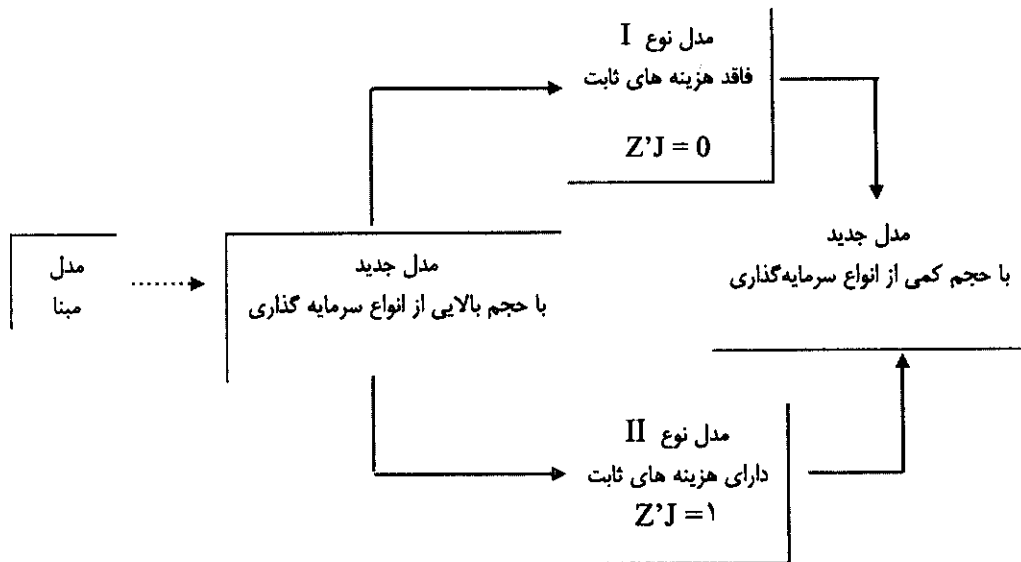 مدل نوع I
فاقد هزینه های ثابت
Z’J = 0
مدل جدید
با حجم کمی از انواع سرمایه‌گذاری
مدل جدید
با حجم بالایی از انواع سرمایه گذاری
مدل
مبنا
مدل نوع II
دارای هزینه های ثابت
Z’J =۱